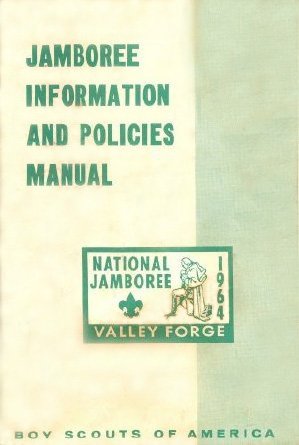 JAMBOREE
INFORMATION
AND POLICIES
MANUAL
NATIONAL
JAMBOREE
1964
VALLEY FORGE
BOY SCOUTS OF AMERICA